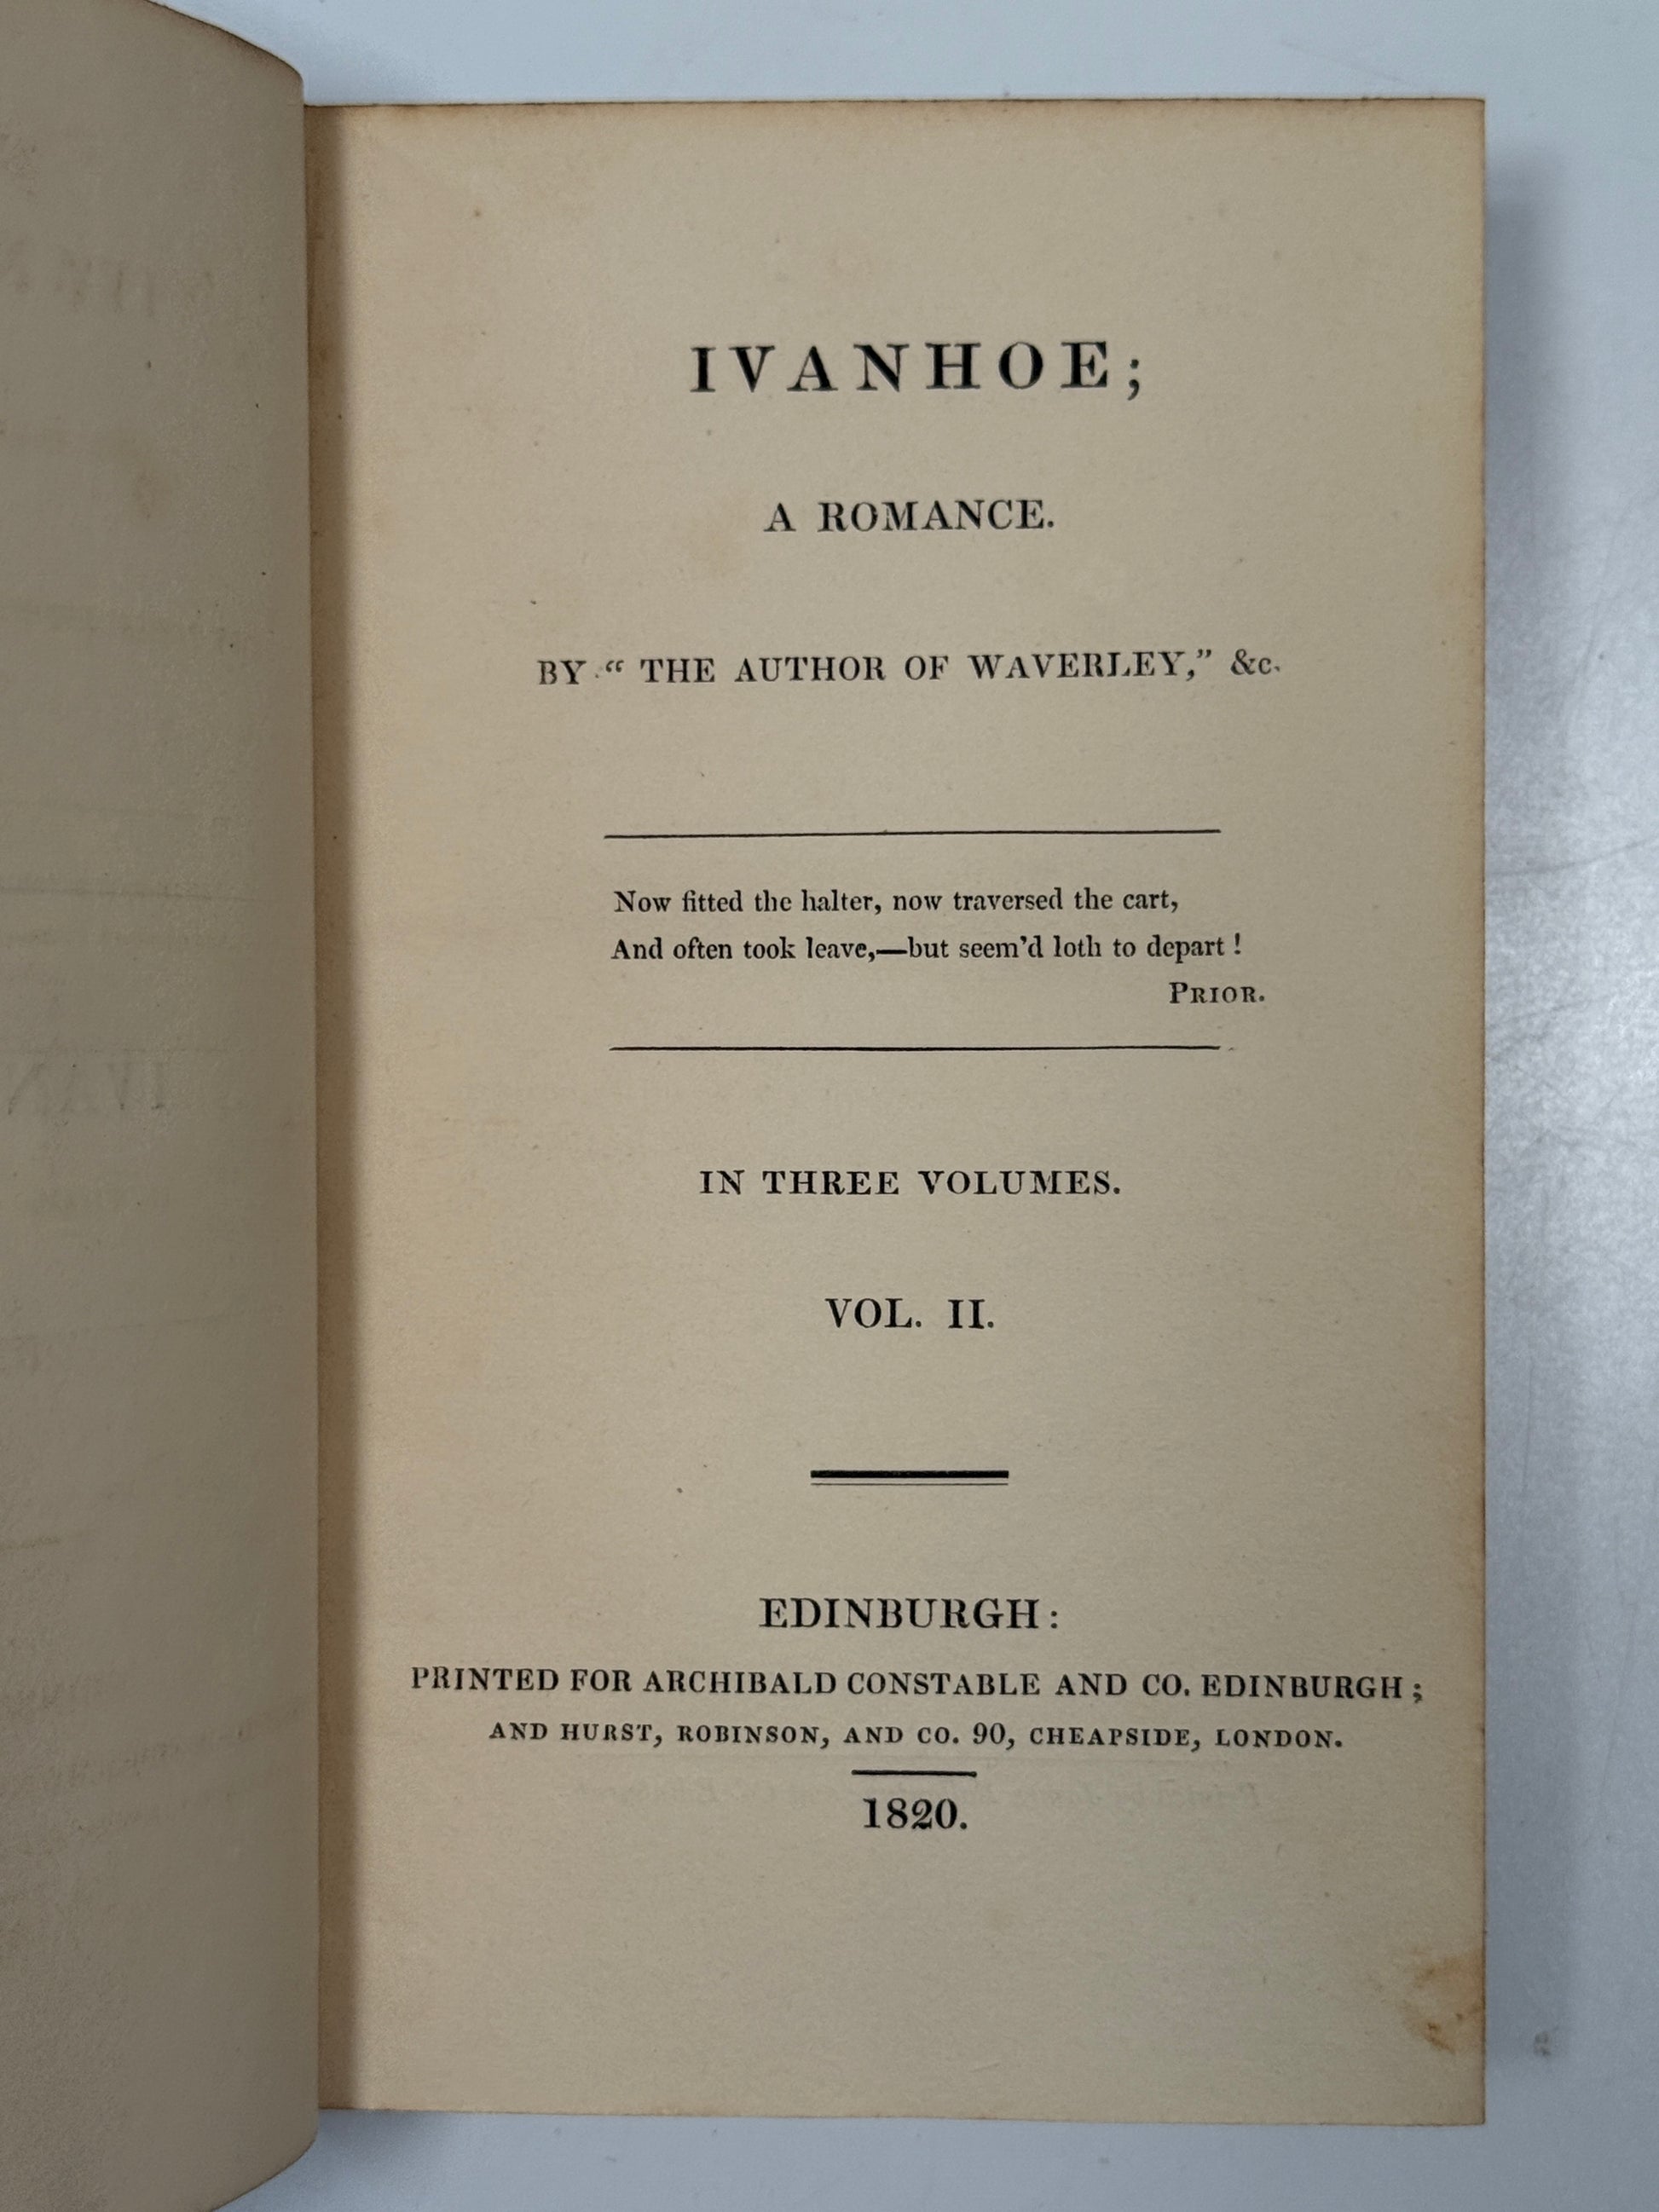 IVANHOE;
A ROMANCE.
BY “ THE AUTHOR OF WAVERLEY,” &c.
Now fitted the halter, now traversed the cart,
And often took leave,—but seem’d loth to depart !
PRIOR.
IN THREE VOLUMES.
VOL. II.
EDINBURGH:
PRINTED FOR ARCHIBALD CONSTABLE AND CO. EDINBURGH ;
AND HURST, ROBINSON, AND CO. 90, CHEAPSIDE, LONDON.
1820.